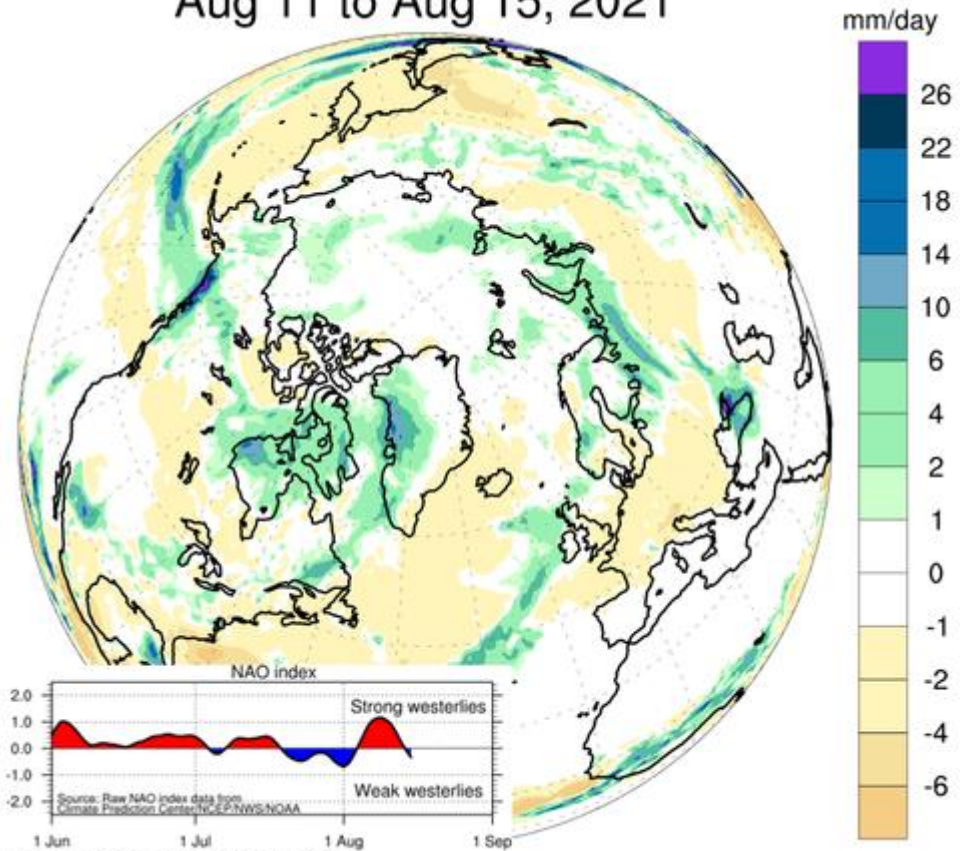 Aug 11 to Aug 15, 2021
mm/day
26
22
18
14
10
6
4
2
1
0
-1
-2
-4
-6
NAO index
2.0
1.0
0.0
-1.0
-2.0
Strong westerlies
Weak westerlies
Source: Raw NAO index data from
Climate Prediction Center/NCEP/NWS/NOAA
1 Jun
1 Jul
1 Aug
1 Sep